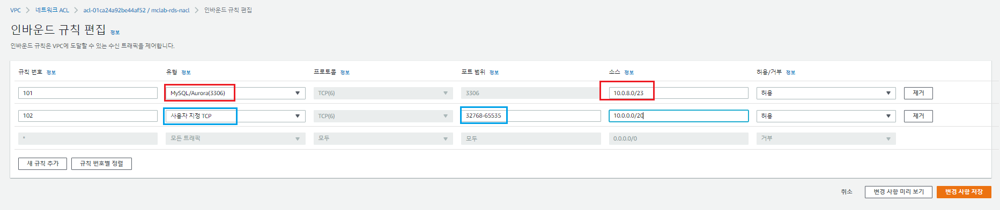 VPC > 네트워크 ACL > acl-01ca24a92be44af52 / mclab-rds-nacl > 인바운드 규칙 편집
인바운드 규칙 편집 정보
인바운드 규칙은 VPC에 도달할 수 있는 수신 트래픽을 제어합니다.
규칙 번호 정보 유형 정보 프로토콜 정보 포트 범위 정보 소스 정보 허용/거부 정보
101 MySQL/Aurora(3306) TCP(6) 3306 10.0.8.0/23 허용 제거
102 사용자 지정 TCP TCP(6) 32768-65535 10.0.0.0/20 허용 제거
* 모든 트래픽 모두 모두 0.0.0.0/0 거부
새 규칙 추가 규칙 번호별 정렬
취소 변경 사항 미리 보기 변경 사항 저장